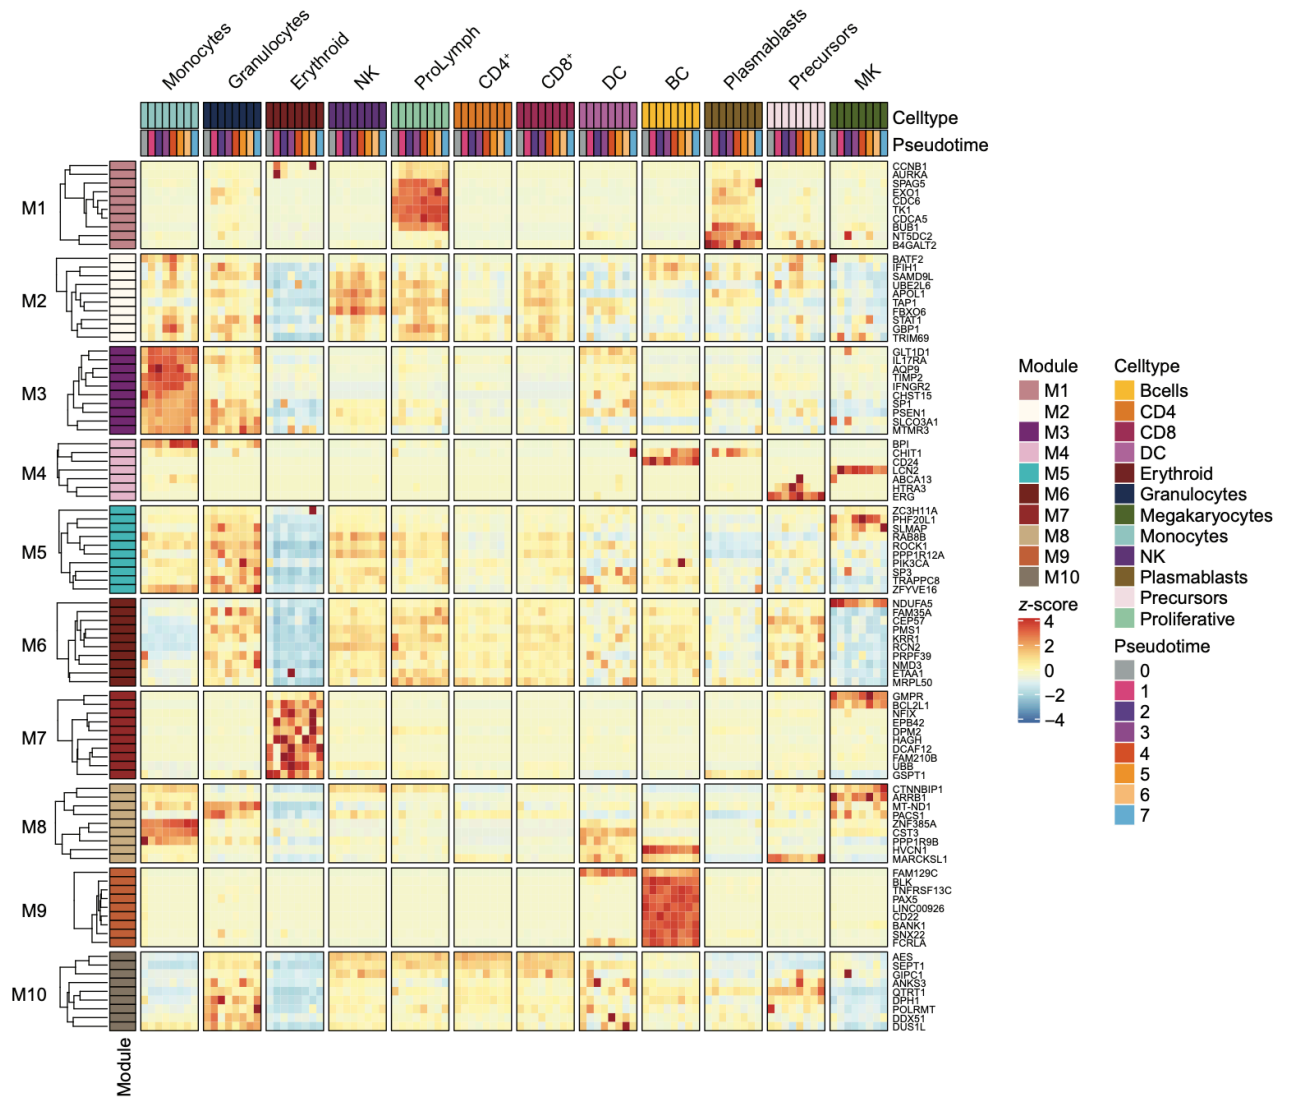 Monocytes
Granulocytes
Erythroid
NK
ProLymph
CD4+
CD8+
DC
BC
Plasmablasts
Precursors
MK
Celltype
Pseudotime
M1
CCNB1
AURKA
SPAG5
EXO1
CDC6
TK1
CDCA5
BUB1
NT5DC2
B4GALT2
M2
BATF2
IFIH1
SAMD9L
UBE2L6
APOL1
TAP1
FBXO6
STAT1
GBP1
TRIM69
M3
GLT1D1
IL17RA
AQP9
TIMP2
IFNGR2
CHST15
SP1
PSEN1
SLCO3A1
MTMR3
M4
BPI
CHIT1
CD24
LCN2
ABCA13
HTRA3
ERG
M5
ZC3H11A
PHF20L1
SLMAP
RAB8B
ROCK1
PPP1R12A
PIK3CA
SP3
TRAPPC8
ZFYVE16
M6
NDUFA5
FAM35A
CEP57
PMS1
KRR1
RCN2
PRPF39
NMD3
ETAA1
MRPL50
M7
GMPR
BCL2L1
NFIX
EPB42
DPM2
HAGH
DCAF12
FAM210B
UBB
GSPT1
M8
CTNNBIP1
ARRB1
MT-ND1
PACS1
ZNF385A
CST3
PPP1R9B
HVCN1
MARCKSL1
M9
FAM129C
BLK
TNFRSF13C
PAX5
LINC00926
CD22
BANK1
SNX22
FCRLA
M10
AES
SEPT1
GIPC1
ANKS3
QTRT1
DPH1
POLRMT
DDX51
DUS1L
Module
Module
M1
M2
M3
M4
M5
M6
M7
M8
M9
M10
z-score
4
2
0
−2
−4
Celltype
Bcells
CD4
CD8
DC
Erythroid
Granulocytes
Megakaryocytes
Monocytes
NK
Plasmablasts
Precursors
Proliferative
Pseudotime
0
1
2
3
4
5
6
7